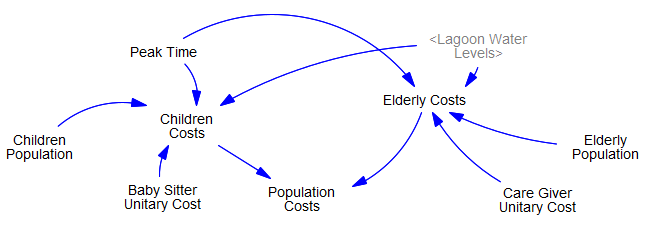 Peak Time
<Lagoon Water
Levels>
Elderly Costs
Children
Costs
Children
Population
Elderly
Population
Baby Sitter
Unitary Cost
Population
Costs
Care Giver
Unitary Cost